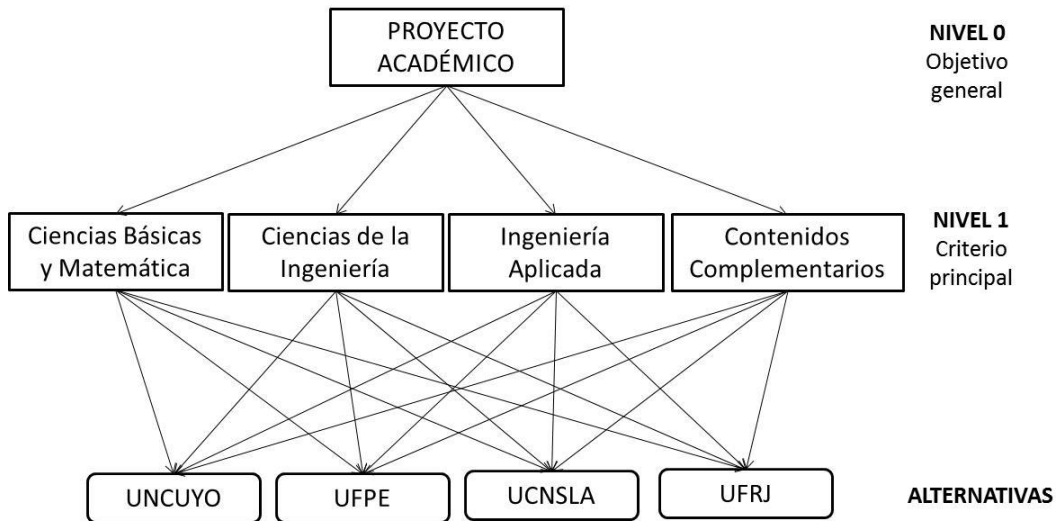 PROYECTO
ACADÉMICO
NIVEL 0
Objetivo
general
Ciencias Básicas
y Matemática
Ciencias de la
Ingeniería
Ingeniería
Aplicada
Contenidos
Complementarios
NIVEL 1
Criterio
principal
UNCUYO
UFPE
UCNSLA
UFRJ
ALTERNATIVAS